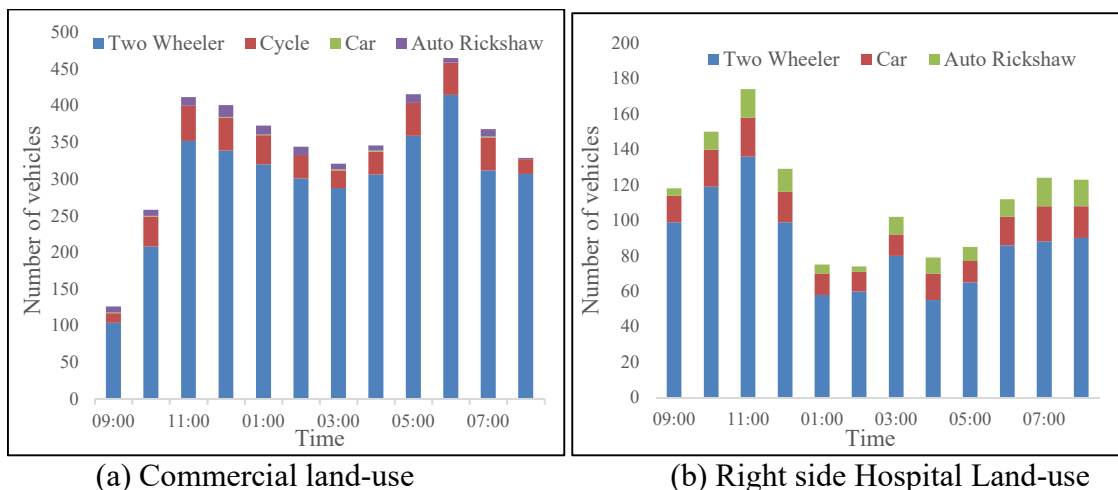 500
450
400
350
300
250
200
150
100
50
0
Two Wheeler Cycle Car Auto Rickshaw
Number of vehicles
09:00 11:00 01:00 03:00 05:00 07:00
Time
(a) Commercial land-use
200
180
160
140
120
100
80
60
40
20
0
Two Wheeler Car Auto Rickshaw
Number of vehicles
09:00 11:00 01:00 03:00 05:00 07:00
Time
(b) Right side Hospital Land-use